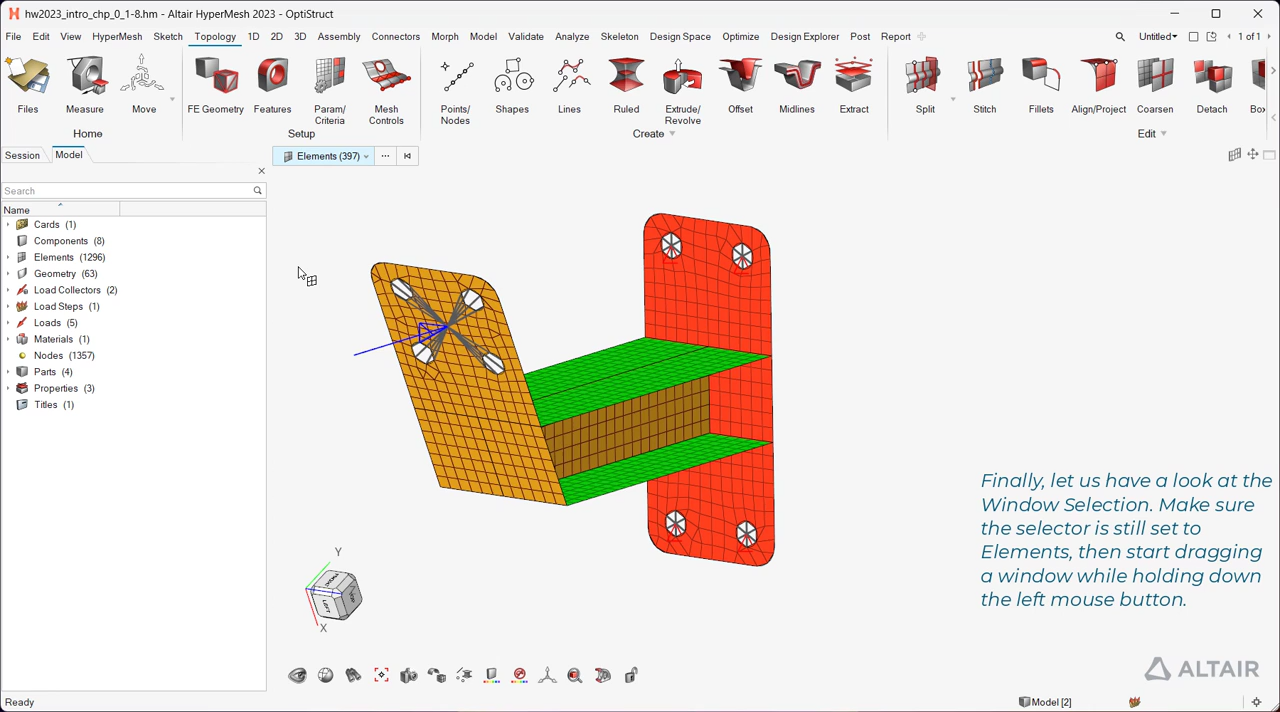 hw2023_intro_chp_0_1-8.hm - Altair HyperMesh 2023 - OptiStruct
File Edit View HyperMesh Sketch Topology 1D 2D 3D Assembly Connectors Morph Model Validate Analyze Skeleton Design Space Optimize Design Explorer Post Report Untitled 1 of 1
Files Measure Move FE Geometry Features Param/ Criteria Mesh Controls Points/ Nodes Shapes Lines Ruled Extrude/ Revolve Offset Midlines Extract Split Stitch Fillets Align/Project Coarsen Detach Box
Home Setup Create Edit
Session Model
Elements (397)
Search
Name
Cards (1)
Components (8)
Elements (1296)
Geometry (63)
Load Collectors (2)
Load Steps (1)
Loads (5)
Materials (1)
Nodes (1357)
Parts (4)
Properties (3)
Titles (1)
Finally, let us have a look at the
Window Selection. Make sure
the selector is still set to
Elements, then start dragging
a window while holding down
the left mouse button.
Y
LEFT
X
ALTAIR
Ready
Model [2]